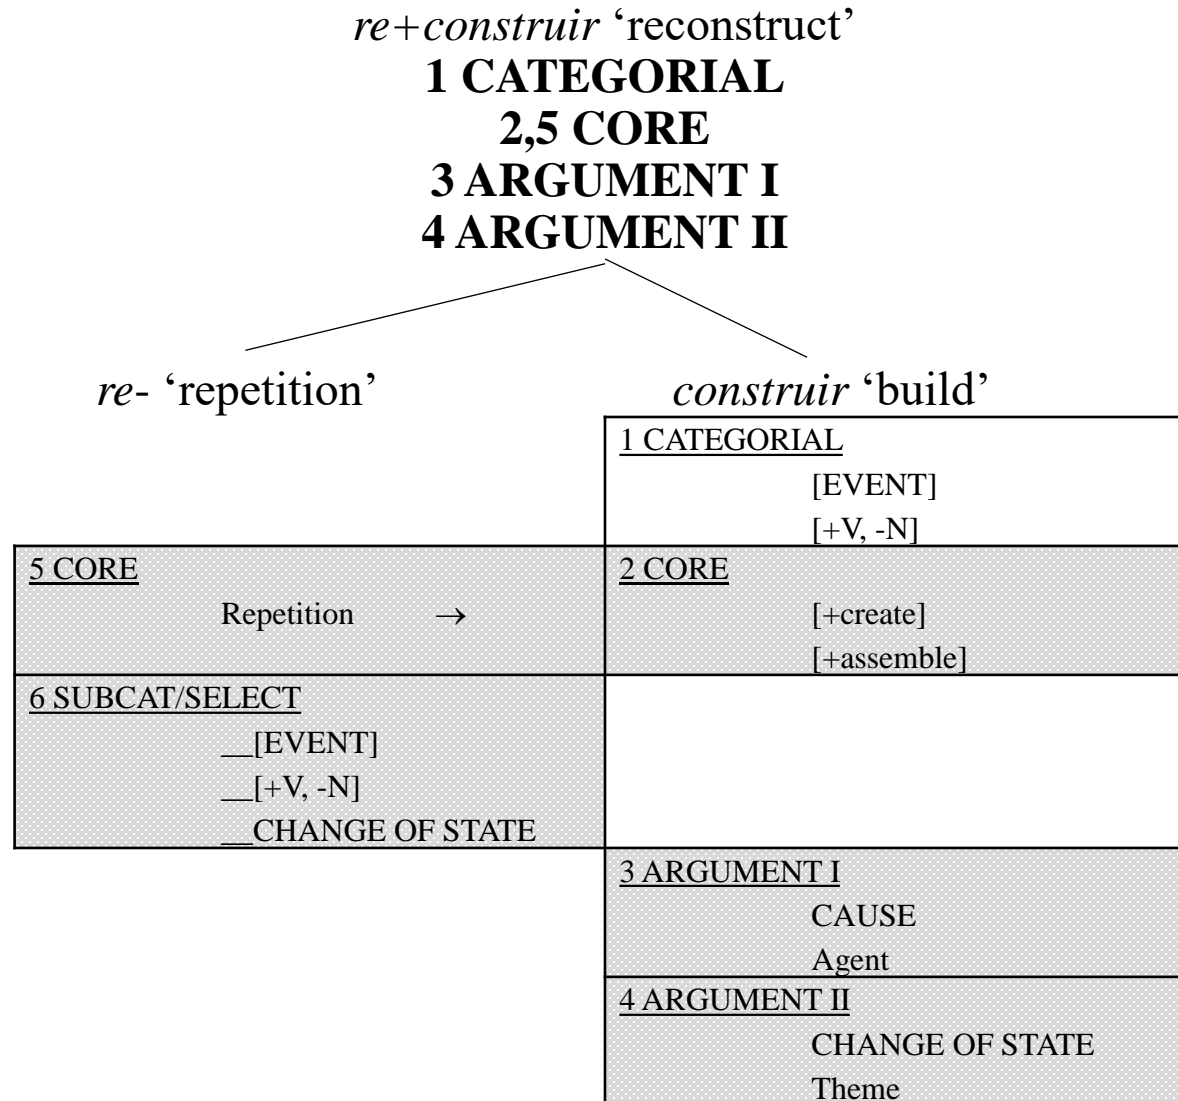 re+construir ‘reconstruct’
1 CATEGORIAL
2,5 CORE
3 ARGUMENT I
4 ARGUMENT II
re- ‘repetition’
construir ‘build’
1 CATEGORIAL
[EVENT]
[+V, -N]
5 CORE
Repetition →
2 CORE
[+create]
[+assemble]
6 SUBCAT/SELECT
__[EVENT]
__[+V, -N]
__CHANGE OF STATE
3 ARGUMENT I
CAUSE
Agent
4 ARGUMENT II
CHANGE OF STATE
Theme